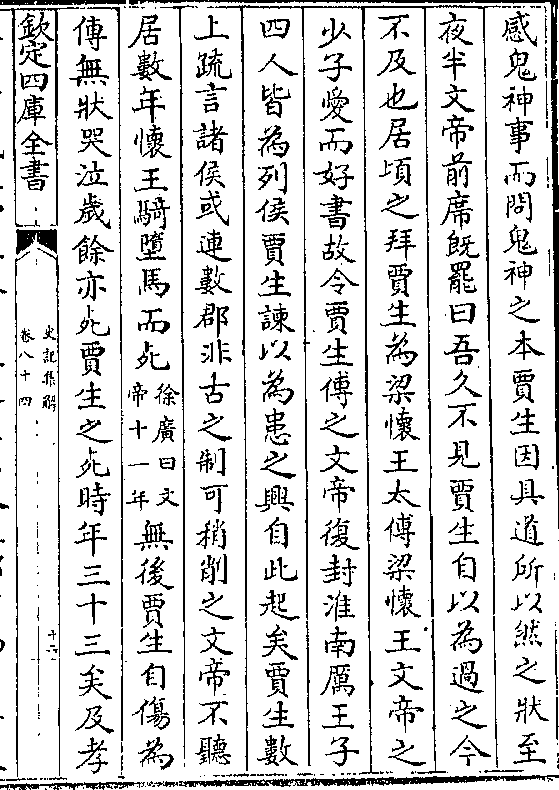 感鬼神事而問鬼神之本賈生因具道所以然之狀至
夜半文帝前席既罷曰吾久不見賈生自以為過之今
不及也居頃之拜賈生為梁懷王太傅梁懷王文帝之
少子愛而好書故令賈生傅之文帝復封淮南厲王子
四人皆為列侯賈生諫以為患之興自此起矣賈生數
上疏言諸侯或連數郡非古之制可稍削之文帝不聽
居數年懷王騎墮馬而死徐廣曰文帝十一年無後賈生自傷為
傅無狀哭泣歲餘亦死賈生之死時年三十三矣及孝
欽定四庫全書
史記集解
卷八十四